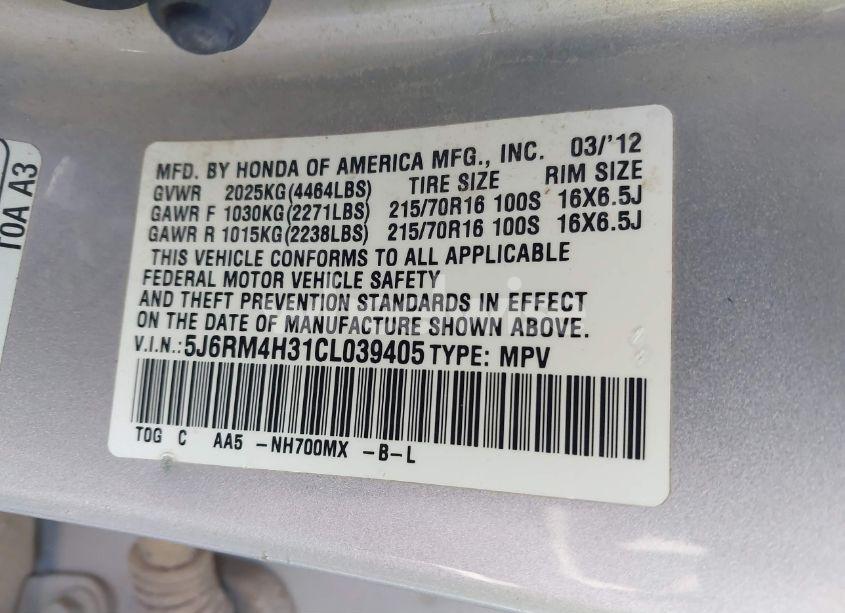 MFD. BY HONDA OF AMERICA MFG., INC. 03/'12
GVWR 2025KG(4464LBS) TIRE SIZE RIM SIZE
GAWR F 1030KG(2271LBS) 215/70R16 100S 16X6.5J
GAWR R 1015KG(2238LBS) 215/70R16 100S 16X6.5J
THIS VEHICLE CONFORMS TO ALL APPLICABLE
FEDERAL MOTOR VEHICLE SAFETY
AND THEFT PREVENTION STANDARDS IN EFFECT
ON THE DATE OF MANUFACTURE SHOWN ABOVE.
V.I.N.: 5J6RM4H31CL039405 TYPE: MPV
T0G C AA5 -NH700MX -B-L
T0A A3